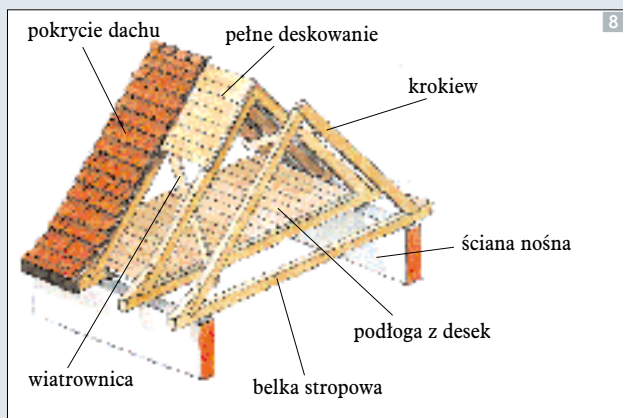 8
pokrycie dachu
pełne deskowanie
krokiew
ściana nośna
podłoga z desek
wiatrownica
belka stropowa